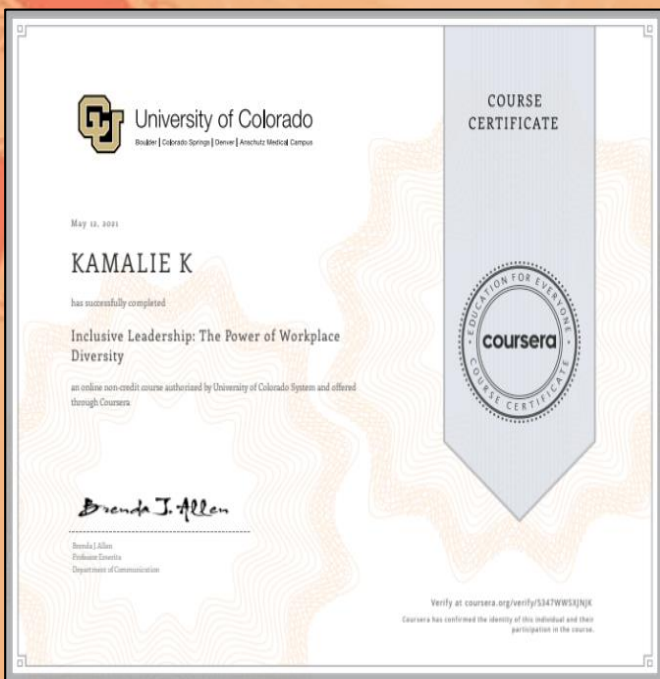 University of Colorado
Boulder | Colorado Springs | Denver | Anschutz Medical Campus
COURSE
CERTIFICATE
May 12, 2021
KAMALIE K
has successfully completed
Inclusive Leadership: The Power of Workplace
Diversity
an online non-credit course authorized by University of Colorado System and offered
through Coursera
EDUCATION FOR EVERYONE
coursera
COURSE CERTIFICATE
Brenda J. Allen
Brenda J Allen
Professor Emerita
Department of Communication
Verify at coursera.org/verify/
Coursera has confirmed the identity of this individual and their
participation in the course.